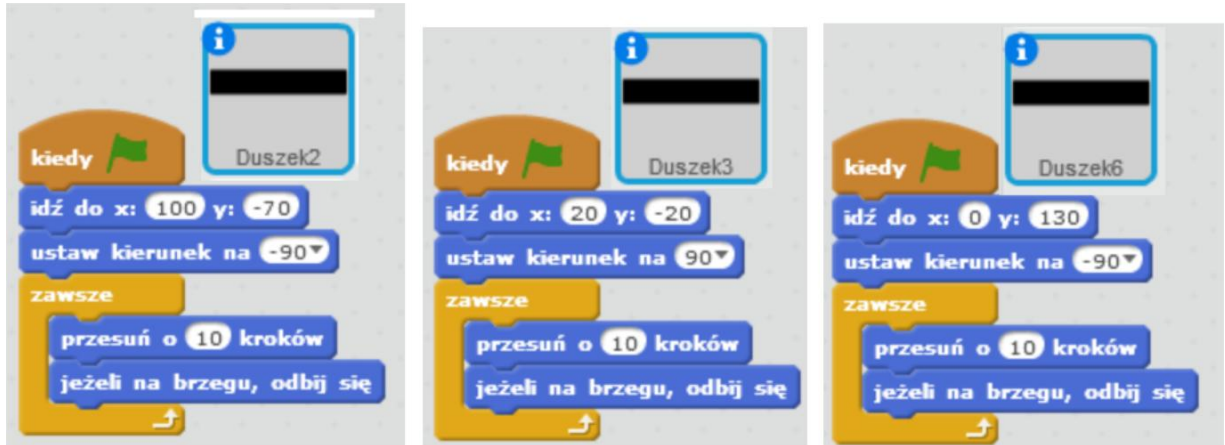 i
Duszek2
kiedy
idź do x: 100 y: -70
ustaw kierunek na -90
zawsze
przesuń o 10 kroków
jeżeli na brzegu, odbij się
i
Duszek3
kiedy
idź do x: 20 y: -20
ustaw kierunek na 90
zawsze
przesuń o 10 kroków
jeżeli na brzegu, odbij się
i
Duszek6
kiedy
idź do x: 0 y: 130
ustaw kierunek na -90
zawsze
przesuń o 10 kroków
jeżeli na brzegu, odbij się